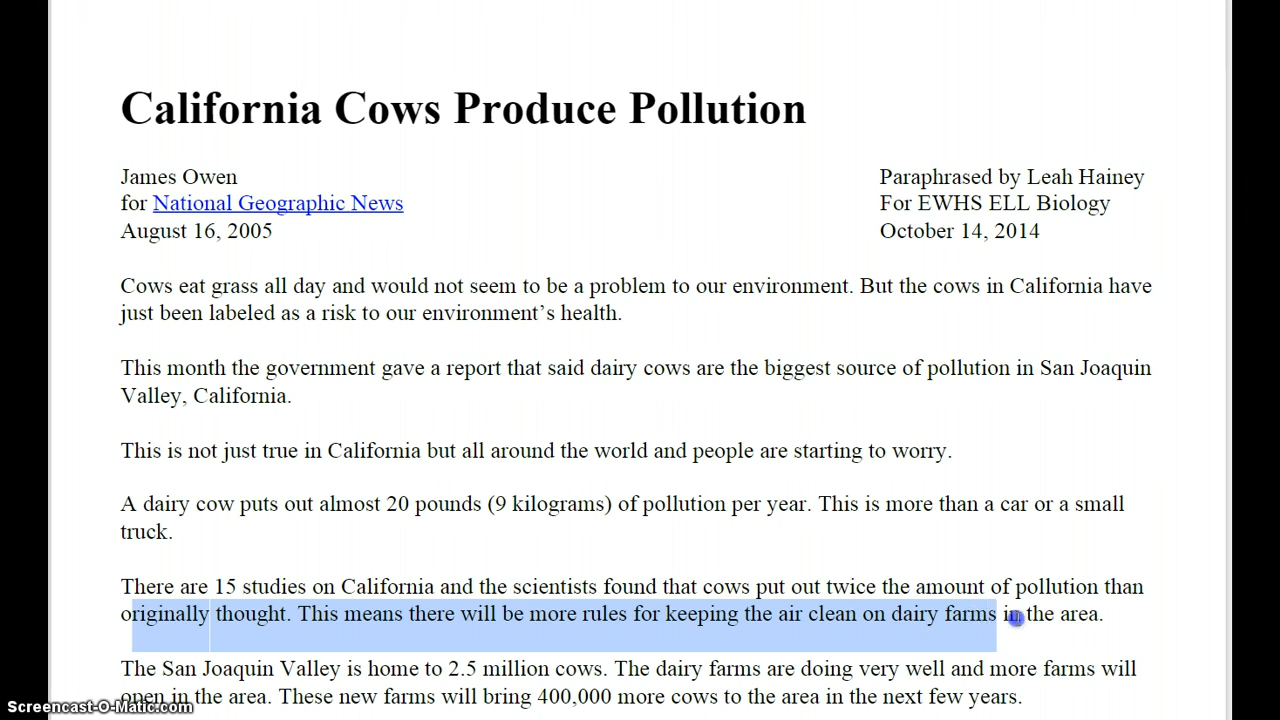 California Cows Produce Pollution
James Owen
for National Geographic News
August 16, 2005
Paraphrased by Leah Hainey
For EWHS ELL Biology
October 14, 2014
Cows eat grass all day and would not seem to be a problem to our environment. But the cows in California have
just been labeled as a risk to our environment’s health.
This month the government gave a report that said dairy cows are the biggest source of pollution in San Joaquin
Valley, California.
This is not just true in California but all around the world and people are starting to worry.
A dairy cow puts out almost 20 pounds (9 kilograms) of pollution per year. This is more than a car or a small
truck.
There are 15 studies on California and the scientists found that cows put out twice the amount of pollution than
originally thought. This means there will be more rules for keeping the air clean on dairy farms in the area.
The San Joaquin Valley is home to 2.5 million cows. The dairy farms are doing very well and more farms will
open in the area. These new farms will bring 400,000 more cows to the area in the next few years.
Screencast-O-Matic.com